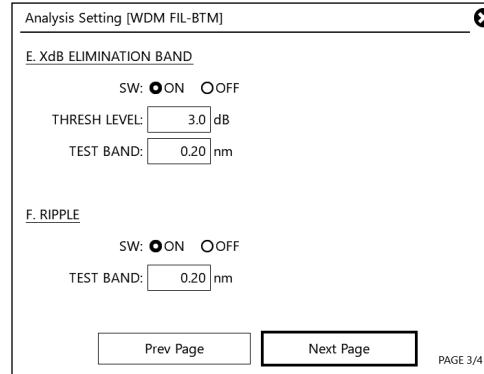 Analysis Setting [WDM FIL-BTM]
E. XdB ELIMINATION BAND
SW: ON OFF
THRESH LEVEL: 3.0 dB
TEST BAND: 0.20 nm
F. RIPPLE
SW: ON OFF
TEST BAND: 0.20 nm
Prev Page Next Page
PAGE 3/4